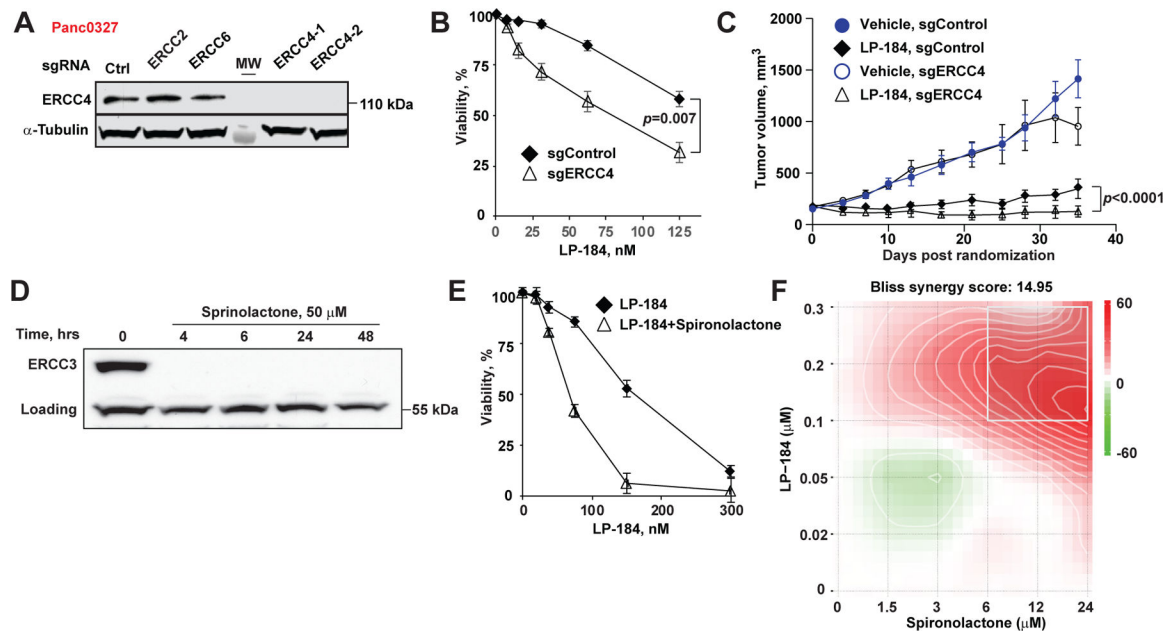 A
Panc0327
sgRNA
Ctrl
ERCC2
ERCC6
MW
ERCC4-1
ERCC4-2
ERCC4
110 kDa
α-Tubulin
B
Viability, %
100
75
50
25
0
p=0.007
sgControl
sgERCC4
0 25 50 75 100 125
LP-184, nM
C
Vehicle, sgControl
LP-184, sgControl
Vehicle, sgERCC4
LP-184, sgERCC4
Tumor volume, mm³
2000
1500
1000
500
0
p<0.0001
0 10 20 30 40
Days post randomization
D
Sprinolactone, 50 μM
Time, hrs 0 4 6 24 48
ERCC3
Loading
55 kDa
E
LP-184
LP-184+Spironolactone
Viability, %
100
75
50
25
0
0 100 200 300
LP-184, nM
F
Bliss synergy score: 14.95
LP−184 (μM)
0.3
0.2
0.1
0.05
0.02
0
0 1.5 3 6 12 24
Spironolactone (μM)
60
0
-60